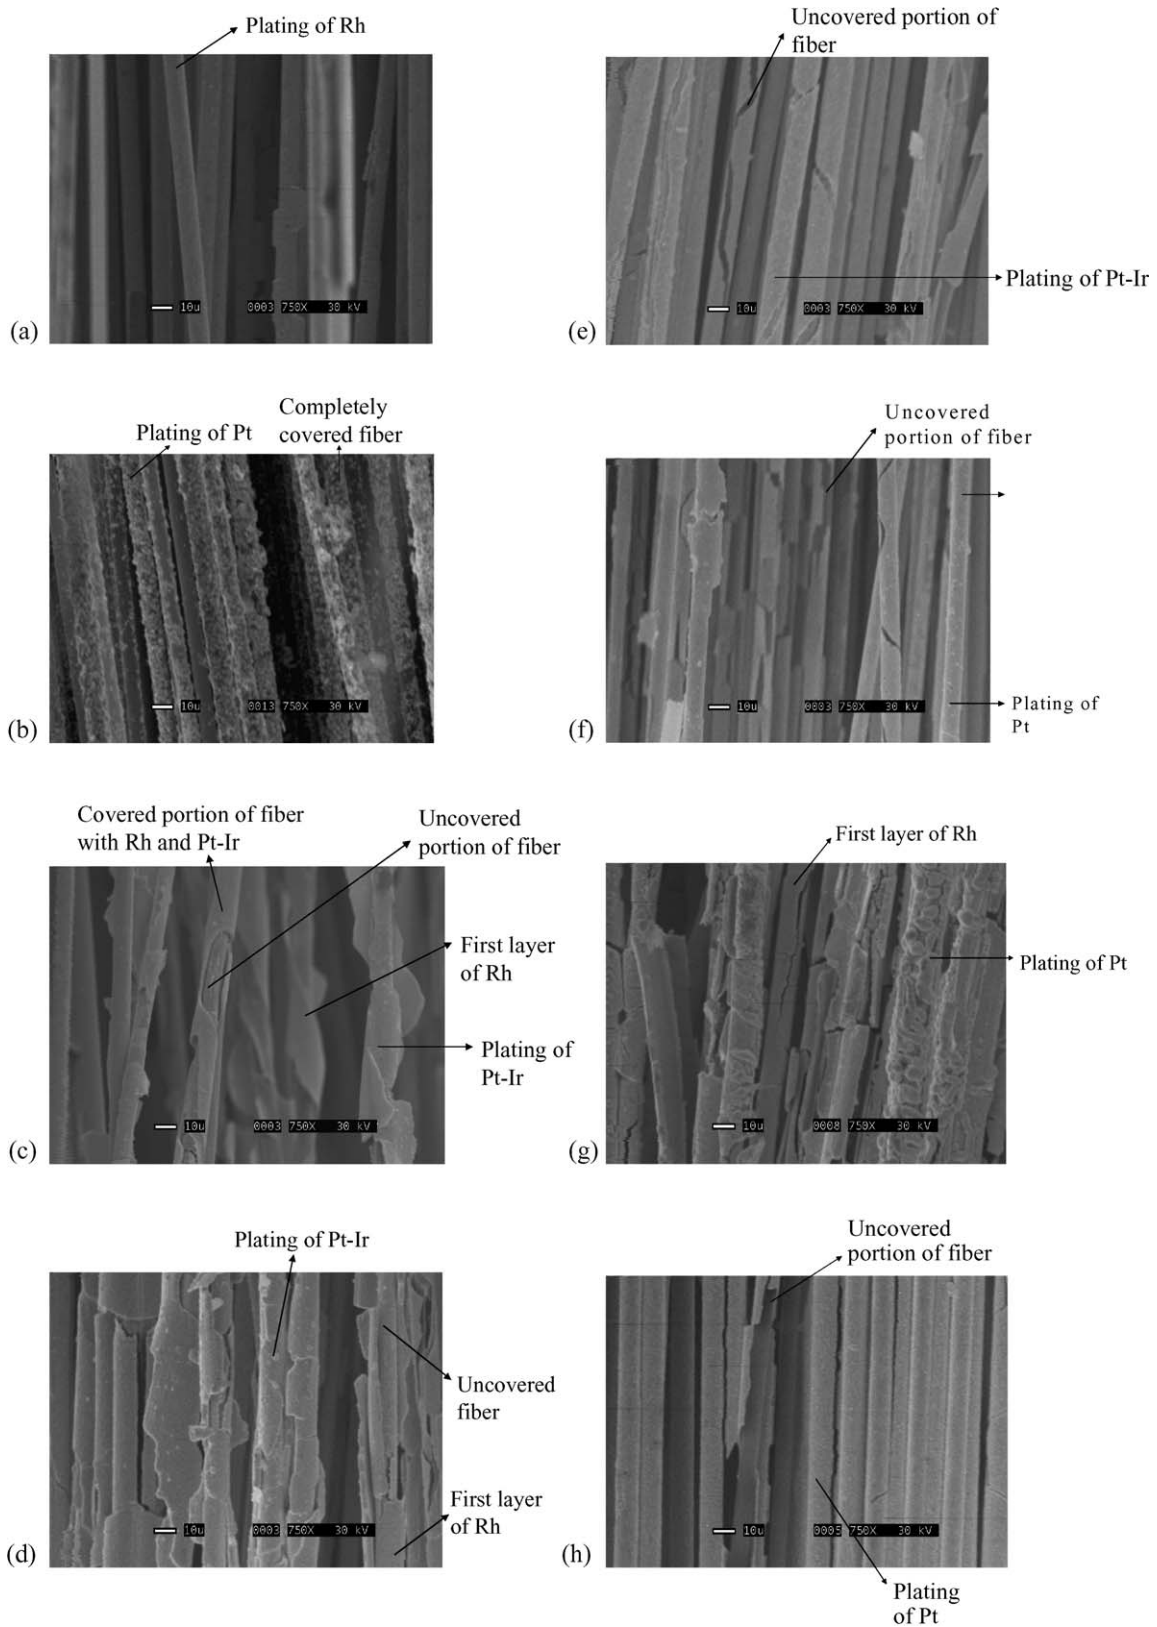 Plating of Rh
10u
0003 750X 30 kV
(a)
Completely
covered fiber
Plating of Pt
10u
0013 750X 30 kV
(b)
Covered portion of fiber
with Rh and Pt-Ir
Uncovered
portion of fiber
First layer
of Rh
Plating of
Pt-Ir
10u
0003 750X 30 kV
(c)
Plating of Pt-Ir
Uncovered
fiber
First layer
of Rh
10u
0003 750X 30 kV
(d)
Uncovered portion of
fiber
Plating of Pt-Ir
10u
0003 750X 30 kV
(e)
Uncovered
portion of fiber
Plating of
Pt
10u
0003 750X 30 kV
(f)
First layer of Rh
Plating of Pt
10u
0008 750X 30 kV
(g)
Uncovered
portion of fiber
10u
0005 750X 30 kV
(h)
Plating
of Pt